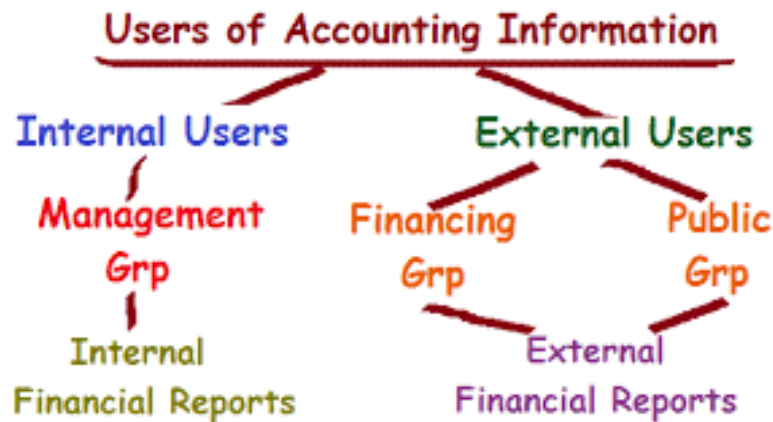 Users of Accounting Information
Internal Users
External Users
Management
Grp
Financing
Grp
Public
Grp
Internal
Financial Reports
External
Financial Reports